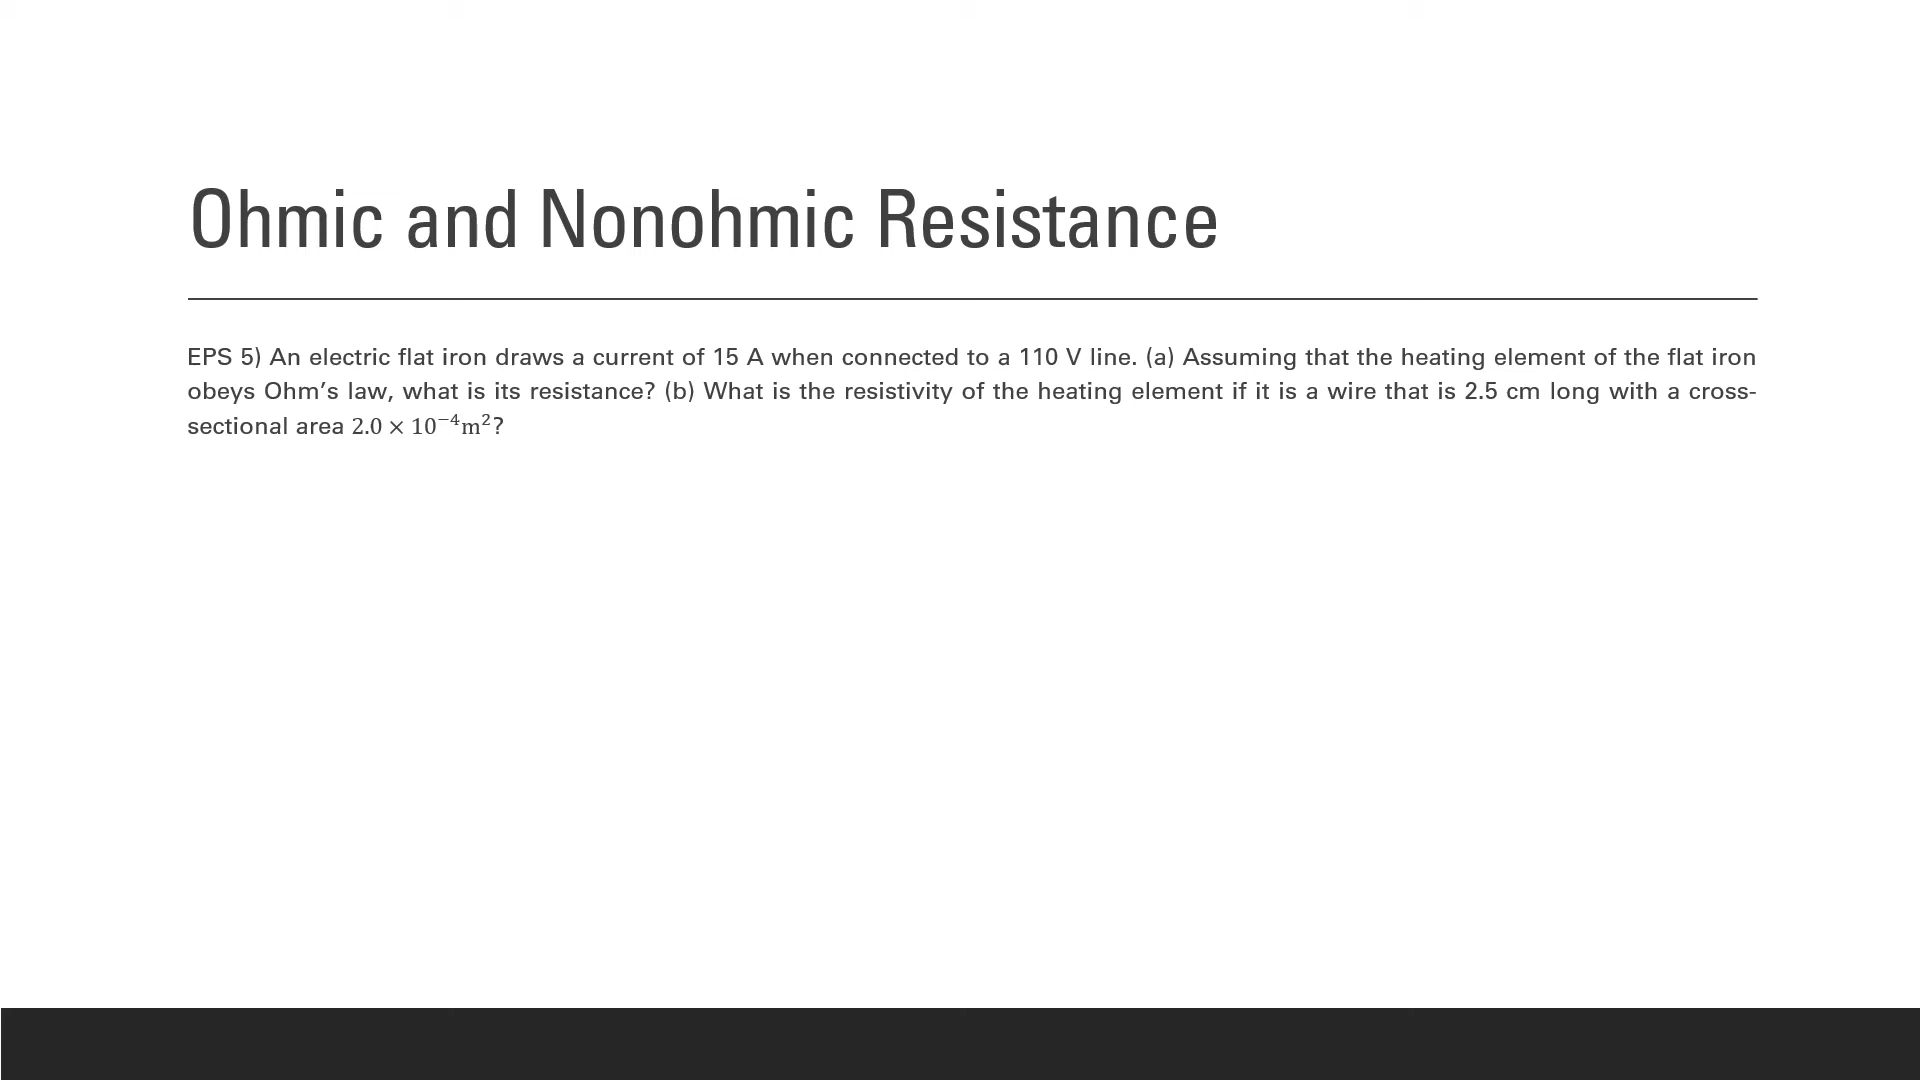 Ohmic and Nonohmic Resistance
EPS 5) An electric flat iron draws a current of 15 A when connected to a 110 V line. (a) Assuming that the heating element of the flat iron
obeys Ohm’s law, what is its resistance? (b) What is the resistivity of the heating element if it is a wire that is 2.5 cm long with a cross-
sectional area 2.0 × 10⁻⁴m²?